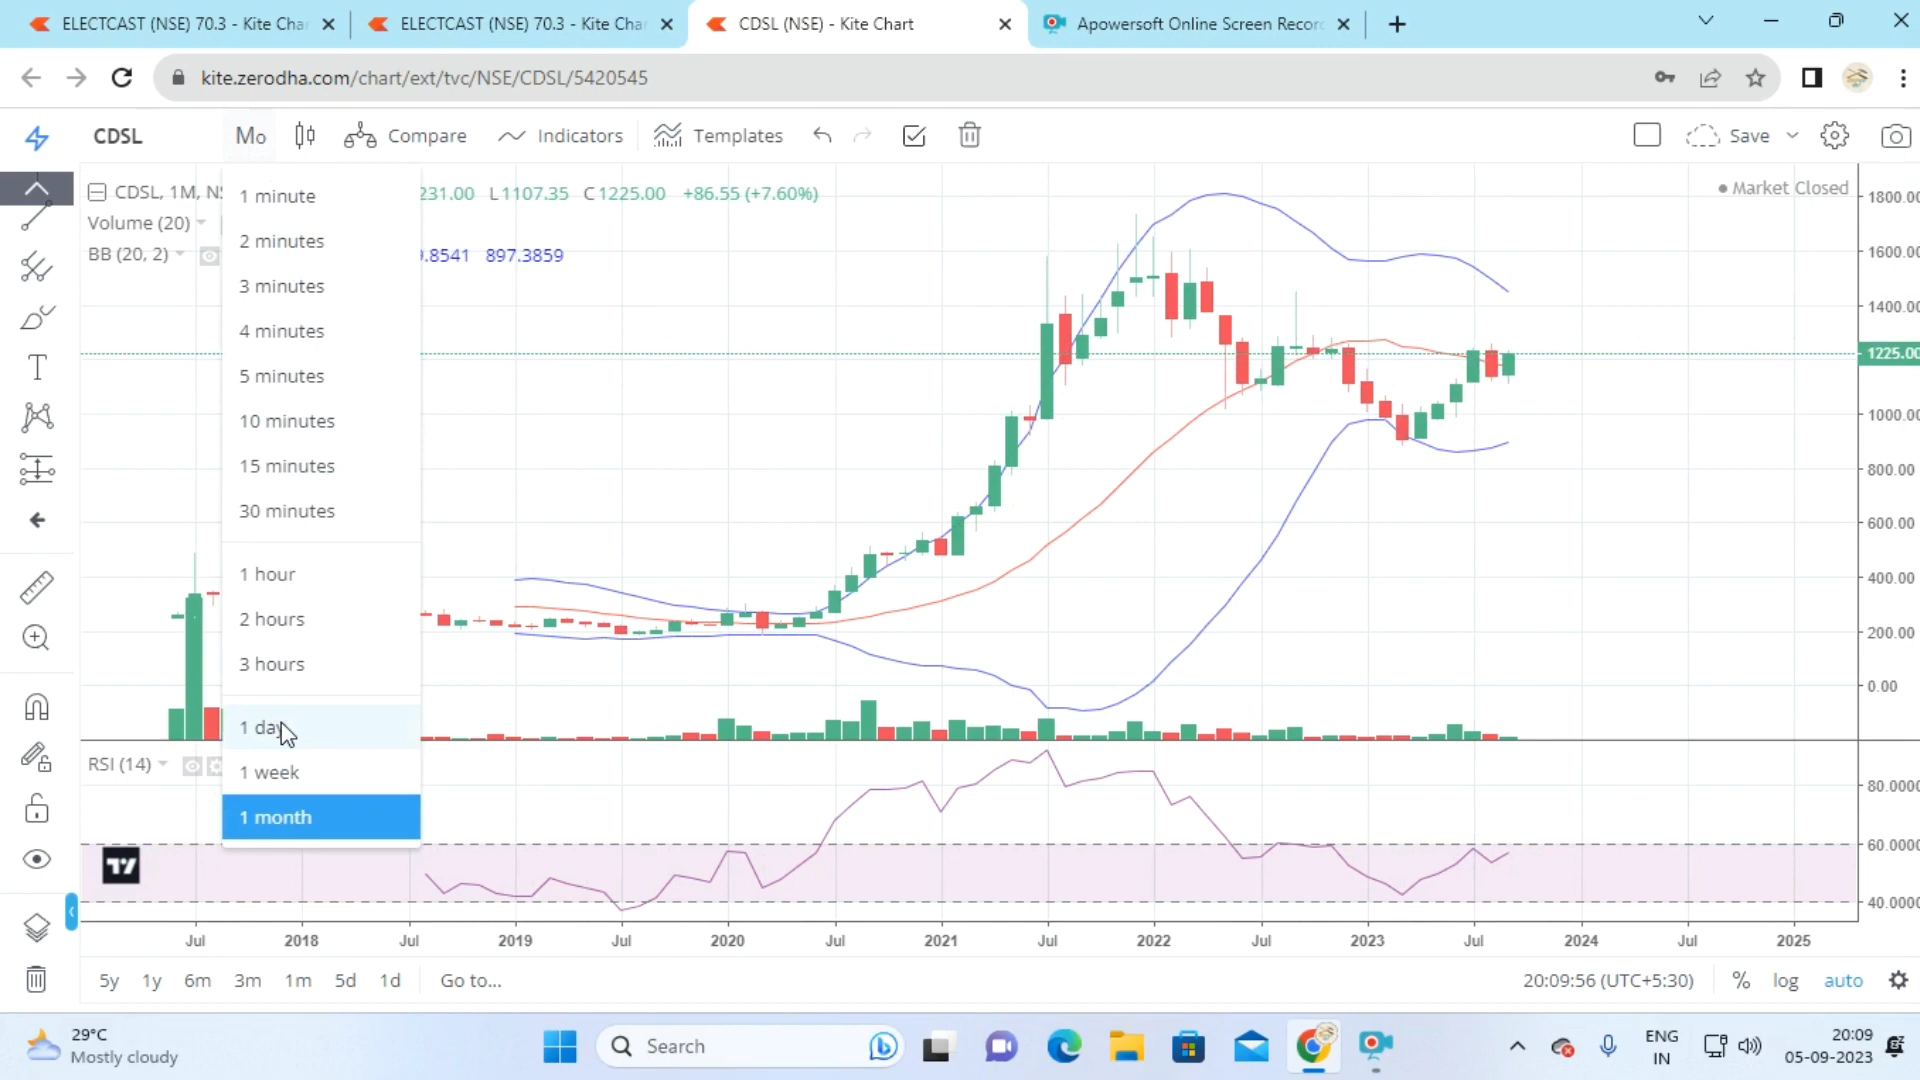 ELECTCAST (NSE) 70.3 - Kite Cha
ELECTCAST (NSE) 70.3 - Kite Cha
CDSL (NSE) - Kite Chart
Apowersoft Online Screen Recor
kite.zerodha.com/chart/ext/tvc/NSE/CDSL/5420545
CDSL
Mo
Compare
Indicators
Templates
Save
CDSL, 1M, NS
231.00 L1107.35 C1225.00 +86.55 (+7.60%)
Market Closed
Volume (20)
BB (20, 2)
9.8541 897.3859
1 minute
2 minutes
3 minutes
4 minutes
5 minutes
10 minutes
15 minutes
30 minutes
1 hour
2 hours
3 hours
1 day
1 week
1 month
1800.00
1600.00
1400.00
1225.00
1000.00
800.00
600.00
400.00
200.00
0.00
RSI (14)
80.0000
60.0000
40.0000
Jul 2018 Jul 2019 Jul 2020 Jul 2021 Jul 2022 Jul 2023 Jul 2024 Jul 2025
5y 1y 6m 3m 1m 5d 1d Go to...
20:09:56 (UTC+5:30) % log auto
29°C
Mostly cloudy
Search
ENG
IN
20:09
05-09-2023